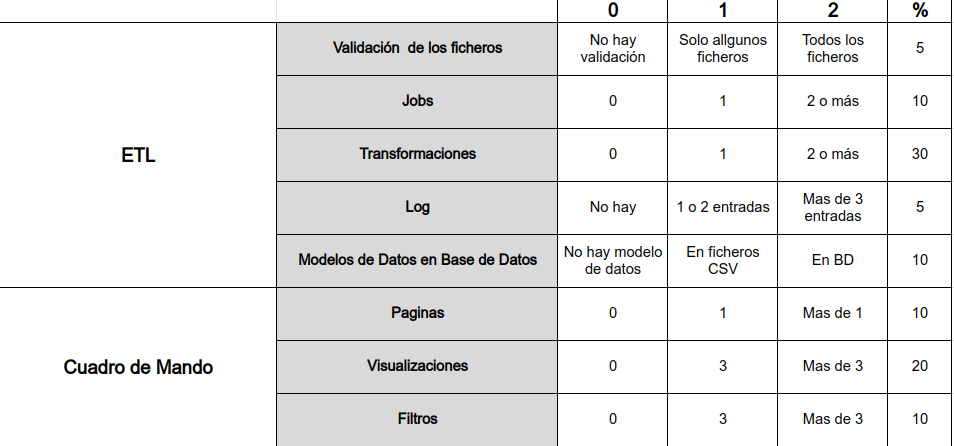 0 1 2 %
ETL
Validación de los ficheros
No hay
validación
Solo allgunos
ficheros
Todos los
ficheros
5
Jobs 0 1 2 o más 10
Transformaciones 0 1 2 o más 30
Log
No hay
1 o 2 entradas
Mas de 3
entradas
5
Modelos de Datos en Base de Datos
No hay modelo
de datos
En ficheros
CSV
En BD
10
Cuadro de Mando
Paginas 0 1 Mas de 1 10
Visualizaciones 0 3 Mas de 3 20
Filtros 0 3 Mas de 3 10